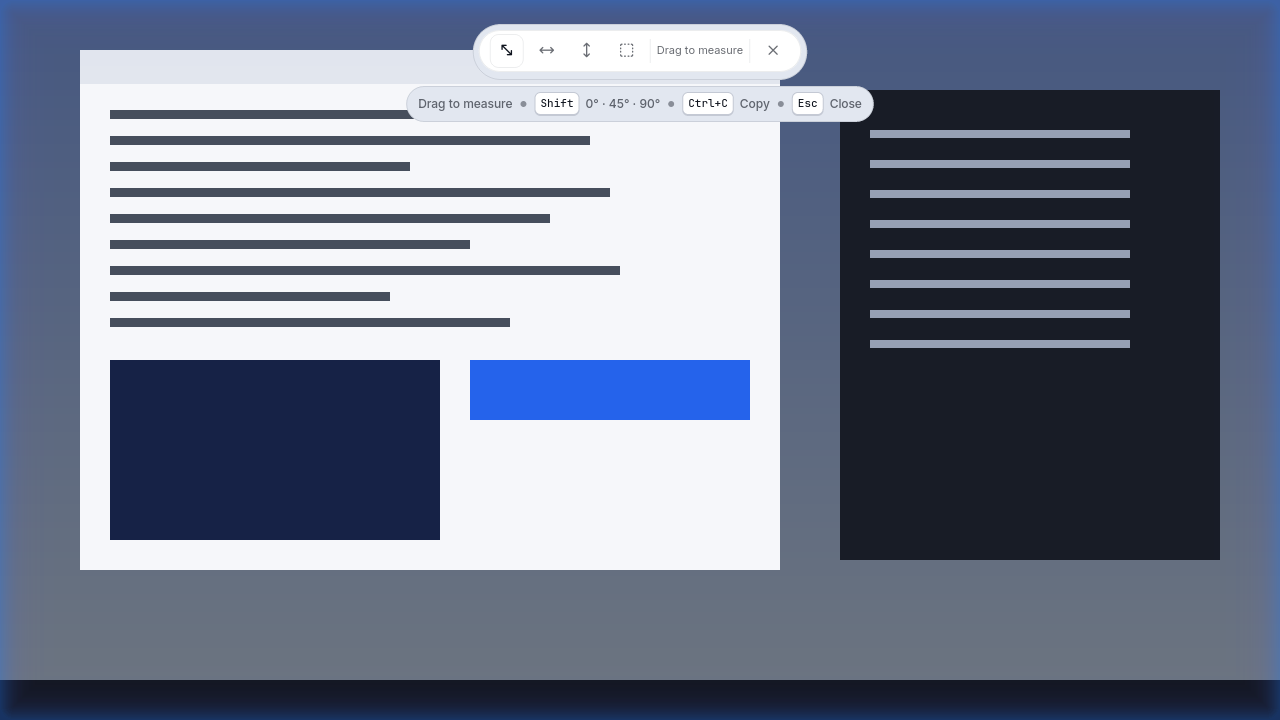 Drag to measure
Drag to measure ● Shift 0° · 45° · 90° ● Ctrl+C Copy ● Esc Close